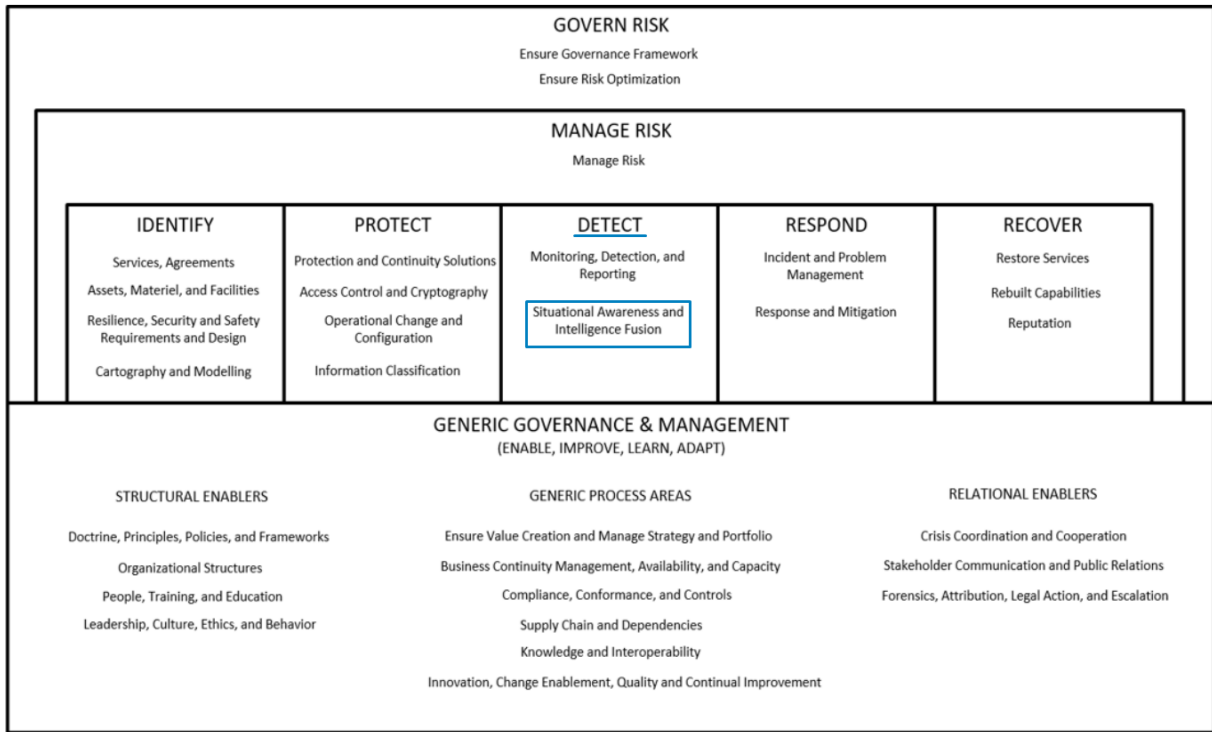 GOVERN RISK
Ensure Governance Framework
Ensure Risk Optimization
MANAGE RISK
Manage Risk
IDENTIFY
Services, Agreements
Assets, Materiel, and Facilities
Resilience, Security and Safety
Requirements and Design
Cartography and Modelling
PROTECT
Protection and Continuity Solutions
Access Control and Cryptography
Operational Change and
Configuration
Information Classification
DETECT
Monitoring, Detection, and
Reporting
Situational Awareness and
Intelligence Fusion
RESPOND
Incident and Problem
Management
Response and Mitigation
RECOVER
Restore Services
Rebuilt Capabilities
Reputation
GENERIC GOVERNANCE & MANAGEMENT
(ENABLE, IMPROVE, LEARN, ADAPT)
STRUCTURAL ENABLERS
Doctrine, Principles, Policies, and Frameworks
Organizational Structures
People, Training, and Education
Leadership, Culture, Ethics, and Behavior
GENERIC PROCESS AREAS
Ensure Value Creation and Manage Strategy and Portfolio
Business Continuity Management, Availability, and Capacity
Compliance, Conformance, and Controls
Supply Chain and Dependencies
Knowledge and Interoperability
Innovation, Change Enablement, Quality and Continual Improvement
RELATIONAL ENABLERS
Crisis Coordination and Cooperation
Stakeholder Communication and Public Relations
Forensics, Attribution, Legal Action, and Escalation